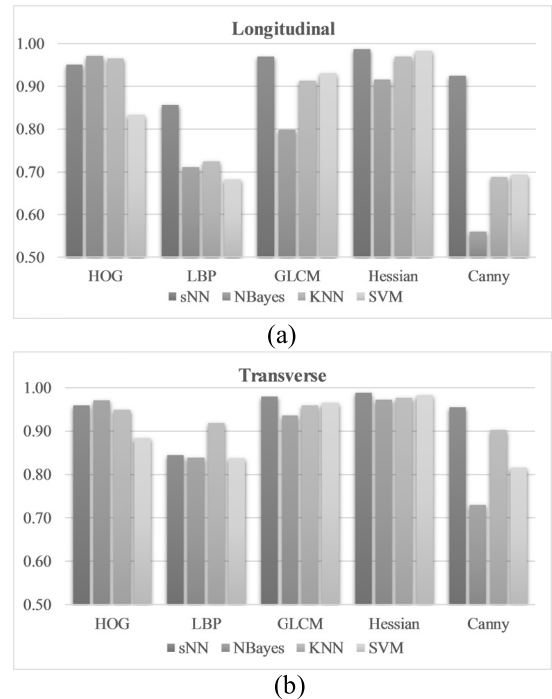 Longitudinal
1.00
0.90
0.80
0.70
0.60
0.50
HOG LBP GLCM Hessian Canny
sNN NBayes KNN SVM
(a)
Transverse
1.00
0.90
0.80
0.70
0.60
0.50
HOG LBP GLCM Hessian Canny
sNN NBayes KNN SVM
(b)